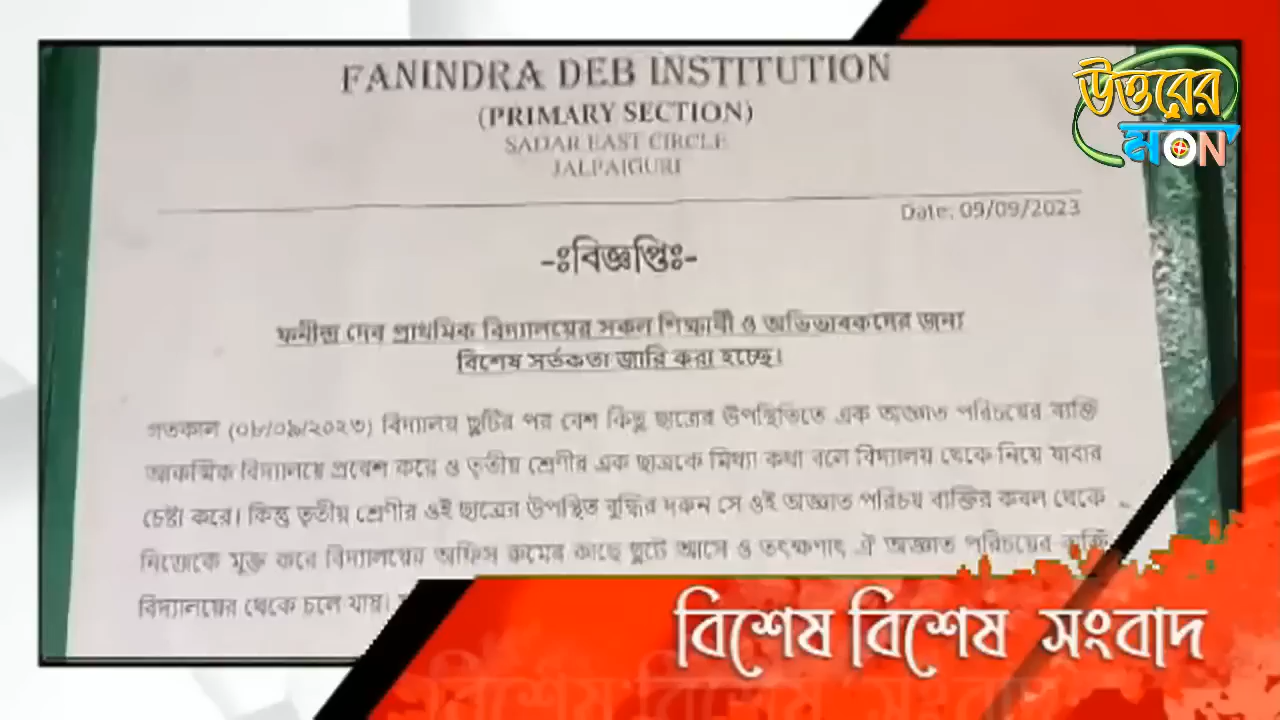 FANINDRA DEB INSTITUTION
(PRIMARY SECTION)
SADAR EAST CIRCLE
JALPAIGURI
Date: 09/09/2023
-ঃবিজ্ঞপ্তিঃ-
ফনীন্দ্র দেব প্রাথমিক বিদ্যালয়ের সকল শিক্ষার্থী ও অভিভাবকদের জন্য
বিশেষ সর্তকতা জারি করা হচ্ছে।
গতকাল (০৮/০৯/২০২৩) বিদ্যালয় ছুটির পর বেশ কিছু ছাত্রের উপস্থিতিতে এক অজ্ঞাত পরিচয়ের ব্যক্তি
আকস্মিক বিদ্যালয়ে প্রবেশ করে ও তৃতীয় শ্রেণীর এক ছাত্রকে মিথ্যা কথা বলে বিদ্যালয় থেকে নিয়ে যাবার
চেষ্টা করে। কিন্তু তৃতীয় শ্রেণীর ওই ছাত্রের উপস্থিত বুদ্ধির দরুন সে ওই অজ্ঞাত পরিচয় ব্যক্তির কবল থেকে
নিজেকে মুক্ত করে বিদ্যালয়ের অফিস রুমের কাছে ছুটে আসে ও তৎক্ষণাৎ ঐ অজ্ঞাত পরিচয়ের ব্যক্তি
বিদ্যালয়ের থেকে চলে যায়।
উত্তরের
মON
বিশেষ বিশেষ সংবাদ